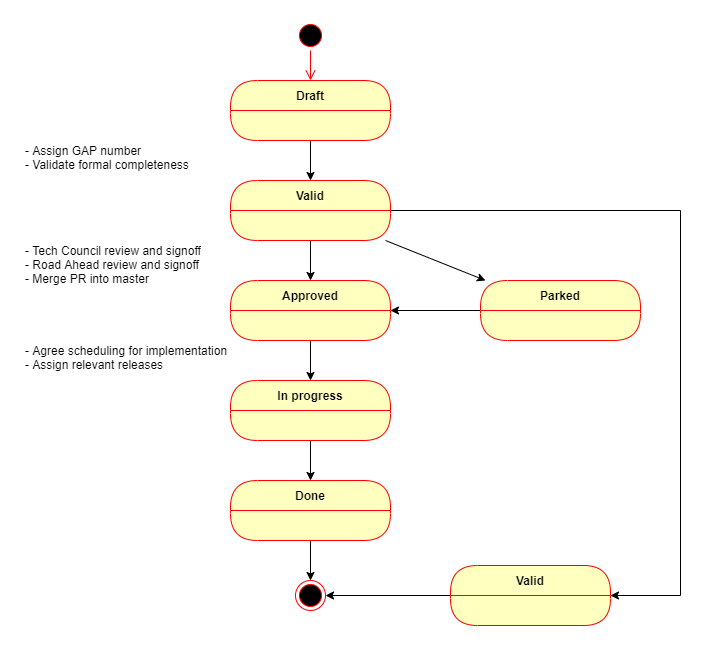 Draft
- Assign GAP number
- Validate formal completeness
Valid
- Tech Council review and signoff
- Road Ahead review and signoff
- Merge PR into master
Approved
Parked
- Agree scheduling for implementation
- Assign relevant releases
In progress
Done
Valid